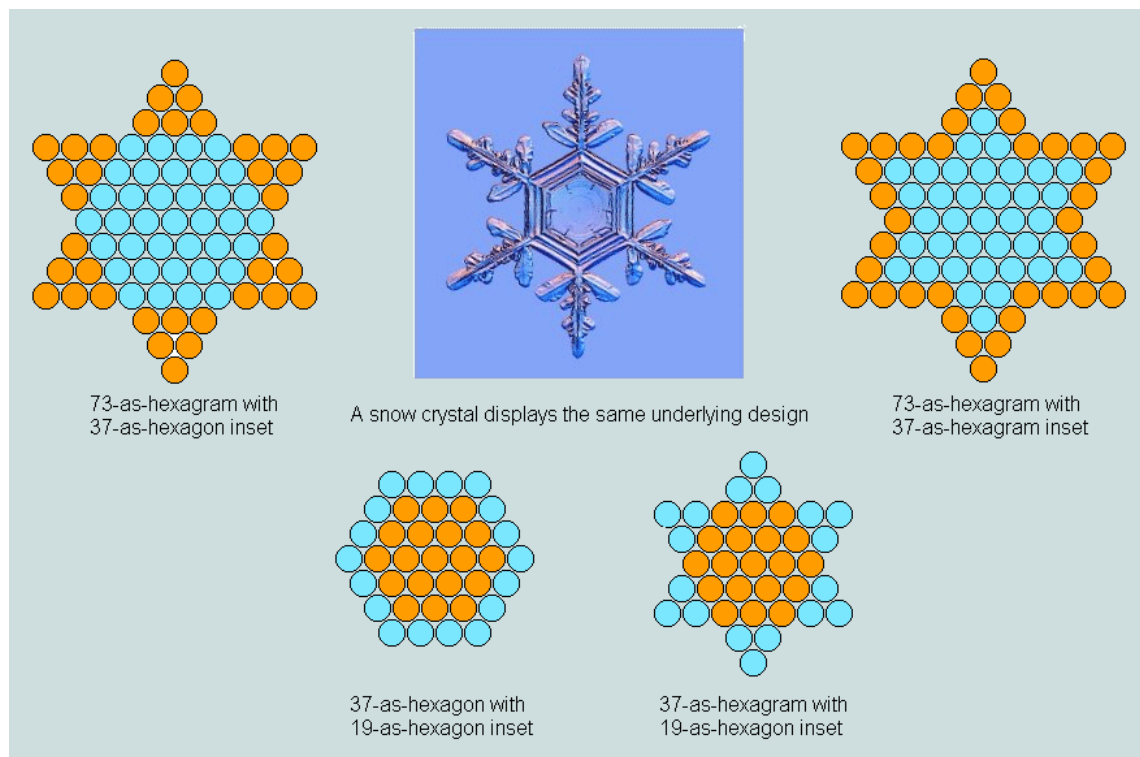 73-as-hexagram with
37-as-hexagon inset
A snow crystal displays the same underlying design
73-as-hexagram with
37-as-hexagram inset
37-as-hexagon with
19-as-hexagon inset
37-as-hexagram with
19-as-hexagon inset